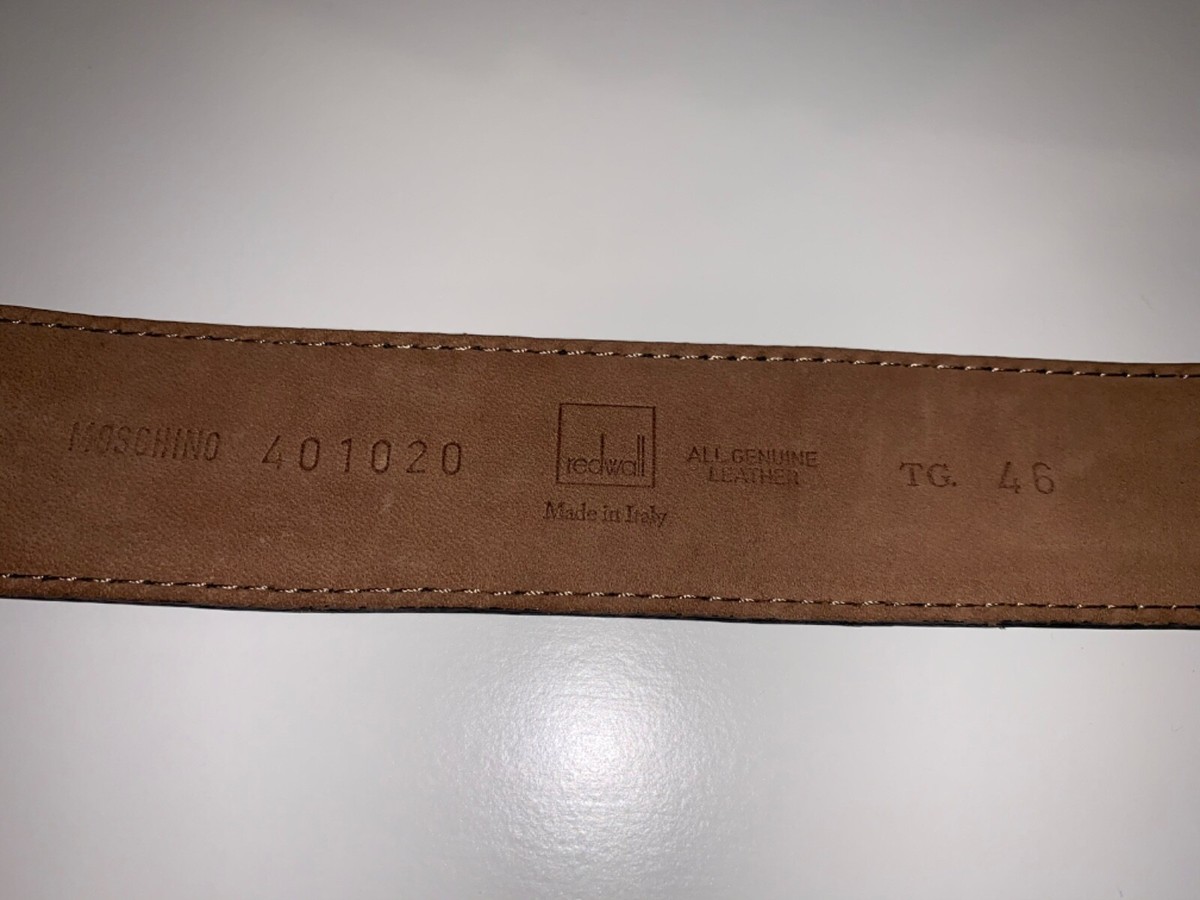 MOSCHINO 401020
redwall
Made in Italy
ALL GENUINE
LEATHER
TG. 46